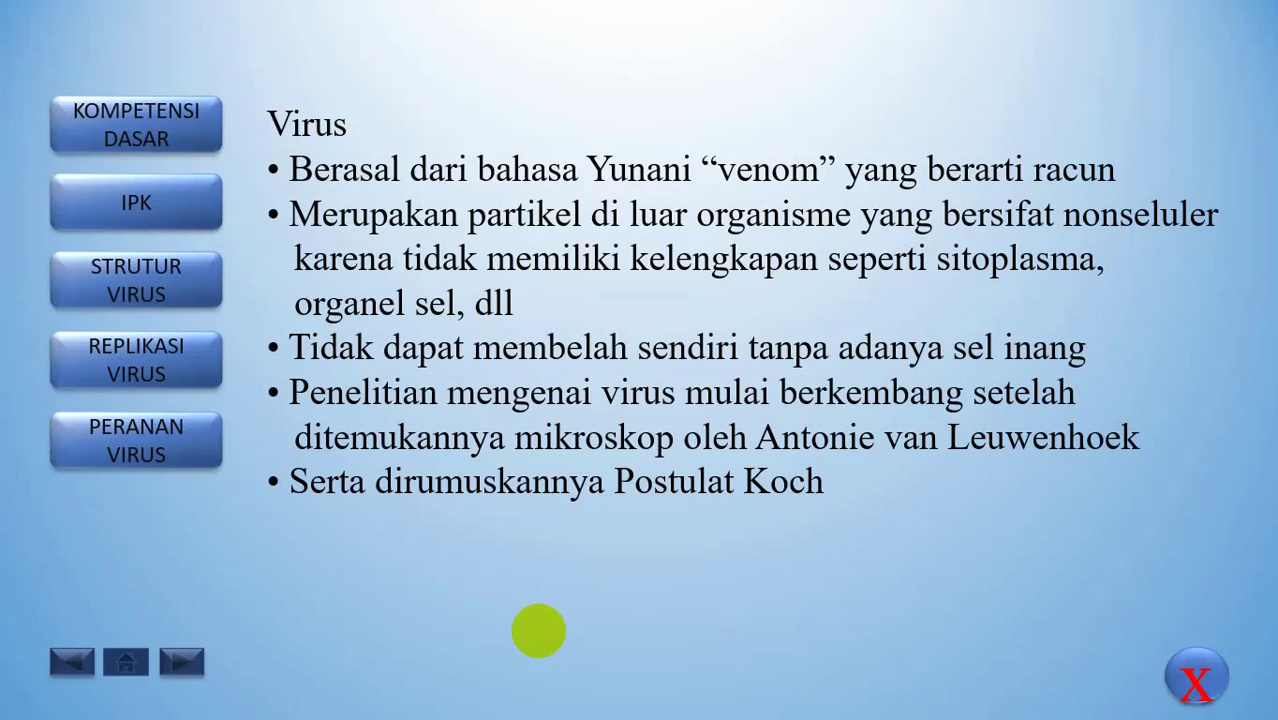 KOMPETENSI
DASAR
IPK
STRUTUR
VIRUS
REPLIKASI
VIRUS
PERANAN
VIRUS
Virus
• Berasal dari bahasa Yunani “venom” yang berarti racun
• Merupakan partikel di luar organisme yang bersifat nonseluler
karena tidak memiliki kelengkapan seperti sitoplasma,
organel sel, dll
• Tidak dapat membelah sendiri tanpa adanya sel inang
• Penelitian mengenai virus mulai berkembang setelah
ditemukannya mikroskop oleh Antonie van Leuwenhoek
• Serta dirumuskannya Postulat Koch
X